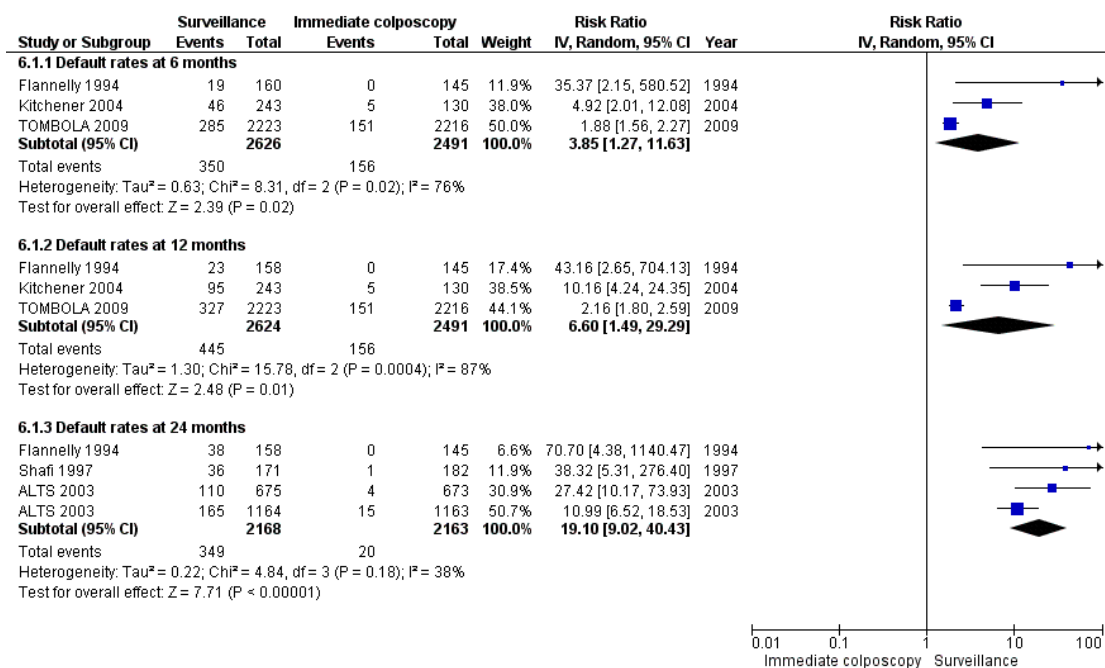 Surveillance Immediate colposcopy Risk Ratio Risk Ratio
Study or Subgroup Events Total Events Total Weight IV, Random, 95% CI Year IV, Random, 95% CI
6.1.1 Default rates at 6 months
Flannelly 1994 19 160 0 145 11.9% 35.37 [2.15, 580.52] 1994
Kitchener 2004 46 243 5 130 38.0% 4.92 [2.01, 12.08] 2004
TOMBOLA 2009 285 2223 151 2216 50.0% 1.88 [1.56, 2.27] 2009
Subtotal (95% CI) 2626 2491 100.0% 3.85 [1.27, 11.63]
Total events 350 156
Heterogeneity: Tau² = 0.63; Chi² = 8.31, df = 2 (P = 0.02); I² = 76%
Test for overall effect: Z = 2.39 (P = 0.02)
6.1.2 Default rates at 12 months
Flannelly 1994 23 158 0 145 17.4% 43.16 [2.65, 704.13] 1994
Kitchener 2004 95 243 5 130 38.5% 10.16 [4.24, 24.35] 2004
TOMBOLA 2009 327 2223 151 2216 44.1% 2.16 [1.80, 2.59] 2009
Subtotal (95% CI) 2624 2491 100.0% 6.60 [1.49, 29.29]
Total events 445 156
Heterogeneity: Tau² = 1.30; Chi² = 15.78, df = 2 (P = 0.0004); I² = 87%
Test for overall effect: Z = 2.48 (P = 0.01)
6.1.3 Default rates at 24 months
Flannelly 1994 38 158 0 145 6.6% 70.70 [4.38, 1140.47] 1994
Shafi 1997 36 171 1 182 11.9% 38.32 [5.31, 276.40] 1997
ALTS 2003 110 675 4 673 30.9% 27.42 [10.17, 73.93] 2003
ALTS 2003 165 1164 15 1163 50.7% 10.99 [6.52, 18.53] 2003
Subtotal (95% CI) 2168 2163 100.0% 19.10 [9.02, 40.43]
Total events 349 20
Heterogeneity: Tau² = 0.22; Chi² = 4.84, df = 3 (P = 0.18); I² = 38%
Test for overall effect: Z = 7.71 (P < 0.00001)
0.01 0.1 1 10 100
Immediate colposcopy Surveillance